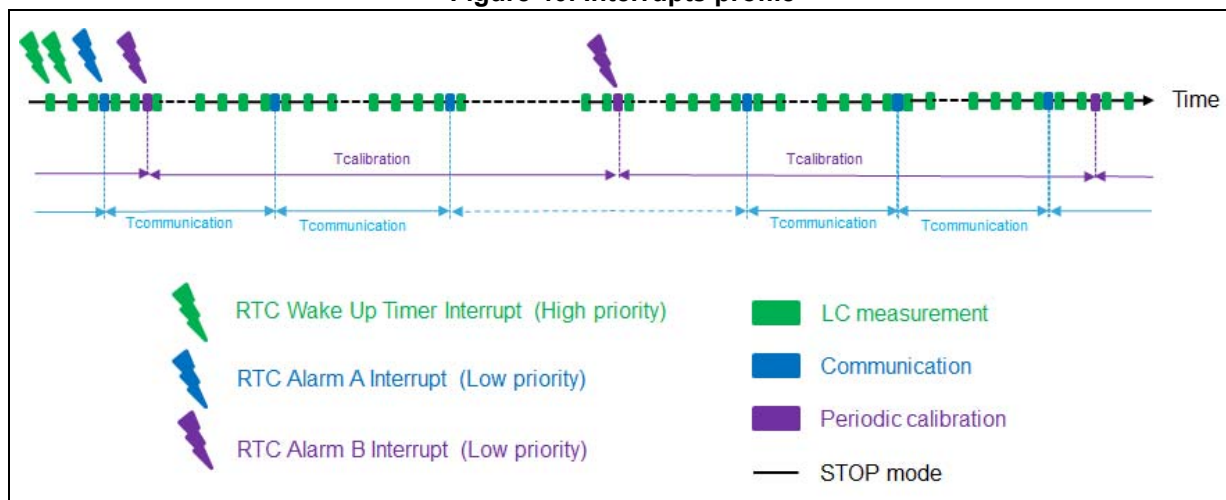 Time
Tcalibration Tcalibration
Tcommunication Tcommunication Tcommunication Tcommunication
RTC Wake Up Timer Interrupt (High priority)
RTC Alarm A Interrupt (Low priority)
RTC Alarm B Interrupt (Low priority)
LC measurement
Communication
Periodic calibration
STOP mode